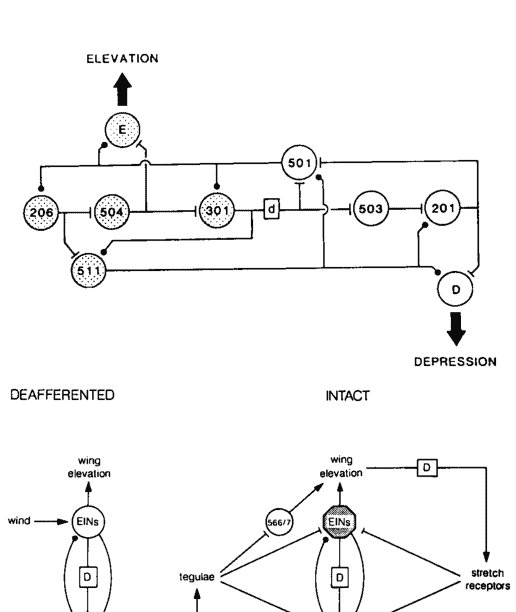 ELEVATION
E
501
206 504 301 d 503 201
511
D
DEPRESSION
DEAFFERENTED INTACT
wing
elevation
wing
elevation
D
wind
EINs
566/7
EINs
D
tegulae
D
stretch
receptors